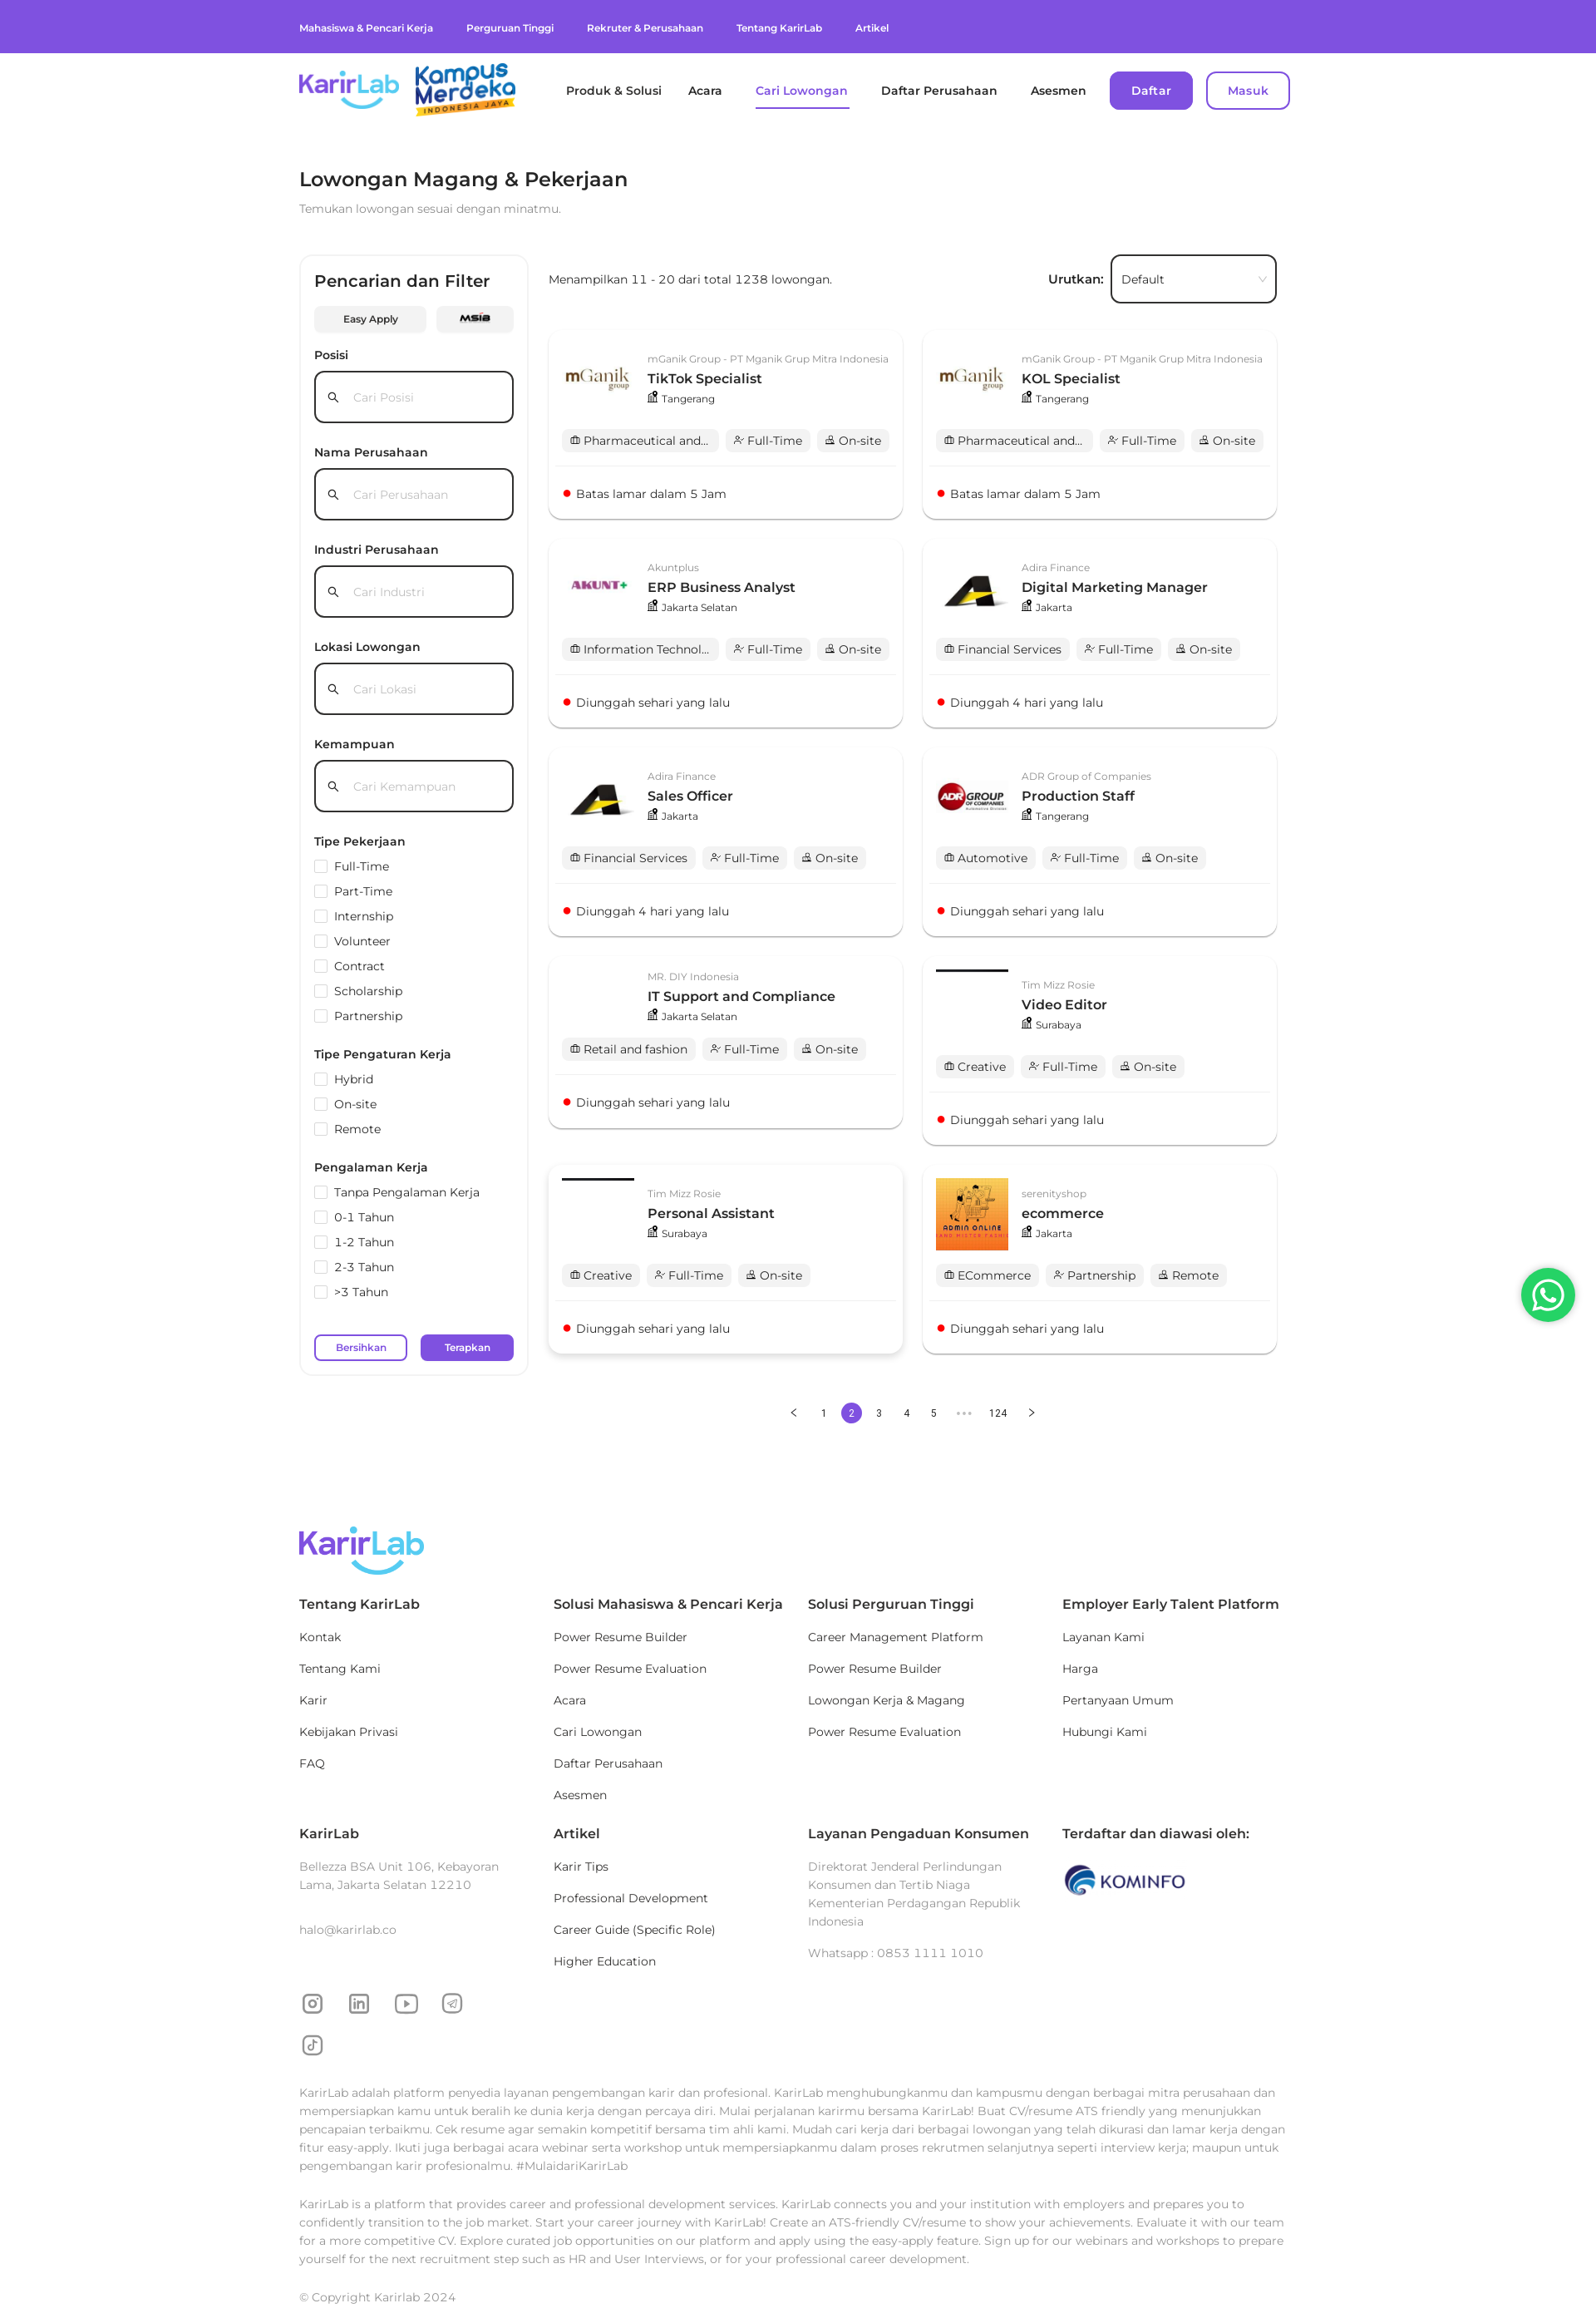 Mahasiswa & Pencari Kerja
Perguruan Tinggi
Rekruter & Perusahaan
Tentang KarirLab
Artikel
KarirLab
Kampus
Merdeka
INDONESIA JAYA
Produk & Solusi
Acara
Cari Lowongan
Daftar Perusahaan
Asesmen
Daftar
Masuk
Lowongan Magang & Pekerjaan
Temukan lowongan sesuai dengan minatmu.
Pencarian dan Filter
Easy Apply
MSIB
Posisi
Cari Posisi
Nama Perusahaan
Cari Perusahaan
Industri Perusahaan
Cari Industri
Lokasi Lowongan
Cari Lokasi
Kemampuan
Cari Kemampuan
Tipe Pekerjaan
Full-Time
Part-Time
Internship
Volunteer
Contract
Scholarship
Partnership
Tipe Pengaturan Kerja
Hybrid
On-site
Remote
Pengalaman Kerja
Tanpa Pengalaman Kerja
0-1 Tahun
1-2 Tahun
2-3 Tahun
>3 Tahun
Bersihkan
Terapkan
Menampilkan 11 - 20 dari total 1238 lowongan.
Urutkan:
Default
mGanik
group
mGanik Group - PT Mganik Grup Mitra Indonesia
TikTok Specialist
Tangerang
Pharmaceutical and...
Full-Time
On-site
Batas lamar dalam 5 Jam
mGanik
group
mGanik Group - PT Mganik Grup Mitra Indonesia
KOL Specialist
Tangerang
Pharmaceutical and...
Full-Time
On-site
Batas lamar dalam 5 Jam
AKUNT+
Akuntplus
ERP Business Analyst
Jakarta Selatan
Information Technol...
Full-Time
On-site
Diunggah sehari yang lalu
Adira Finance
Digital Marketing Manager
Jakarta
Financial Services
Full-Time
On-site
Diunggah 4 hari yang lalu
Adira Finance
Sales Officer
Jakarta
Financial Services
Full-Time
On-site
Diunggah 4 hari yang lalu
ADR GROUP
OF COMPANIES
ADR Group of Companies
Production Staff
Tangerang
Automotive
Full-Time
On-site
Diunggah sehari yang lalu
MR. DIY Indonesia
IT Support and Compliance
Jakarta Selatan
Retail and fashion
Full-Time
On-site
Diunggah sehari yang lalu
Tim Mizz Rosie
Video Editor
Surabaya
Creative
Full-Time
On-site
Diunggah sehari yang lalu
Tim Mizz Rosie
Personal Assistant
Surabaya
Creative
Full-Time
On-site
Diunggah sehari yang lalu
ADMIN ONLINE
serenityshop
ecommerce
Jakarta
ECommerce
Partnership
Remote
Diunggah sehari yang lalu
1
2
3
4
5
•••
124
KarirLab
Tentang KarirLab
Kontak
Tentang Kami
Karir
Kebijakan Privasi
FAQ
Solusi Mahasiswa & Pencari Kerja
Power Resume Builder
Power Resume Evaluation
Acara
Cari Lowongan
Daftar Perusahaan
Asesmen
Solusi Perguruan Tinggi
Career Management Platform
Power Resume Builder
Lowongan Kerja & Magang
Power Resume Evaluation
Employer Early Talent Platform
Layanan Kami
Harga
Pertanyaan Umum
Hubungi Kami
KarirLab
Bellezza BSA Unit 106, Kebayoran
Lama, Jakarta Selatan 12210
halo@karirlab.co
Artikel
Karir Tips
Professional Development
Career Guide (Specific Role)
Higher Education
Layanan Pengaduan Konsumen
Direktorat Jenderal Perlindungan
Konsumen dan Tertib Niaga
Kementerian Perdagangan Republik
Indonesia
Whatsapp : 0853 1111 1010
Terdaftar dan diawasi oleh:
KOMINFO
KarirLab adalah platform penyedia layanan pengembangan karir dan profesional. KarirLab menghubungkanmu dan kampusmu dengan berbagai mitra perusahaan dan
mempersiapkan kamu untuk beralih ke dunia kerja dengan percaya diri. Mulai perjalanan karirmu bersama KarirLab! Buat CV/resume ATS friendly yang menunjukkan
pencapaian terbaikmu. Cek resume agar semakin kompetitif bersama tim ahli kami. Mudah cari kerja dari berbagai lowongan yang telah dikurasi dan lamar kerja dengan
fitur easy-apply. Ikuti juga berbagai acara webinar serta workshop untuk mempersiapkanmu dalam proses rekrutmen selanjutnya seperti interview kerja; maupun untuk
pengembangan karir profesionalmu. #MulaidariKarirLab
KarirLab is a platform that provides career and professional development services. KarirLab connects you and your institution with employers and prepares you to
confidently transition to the job market. Start your career journey with KarirLab! Create an ATS-friendly CV/resume to show your achievements. Evaluate it with our team
for a more competitive CV. Explore curated job opportunities on our platform and apply using the easy-apply feature. Sign up for our webinars and workshops to prepare
yourself for the next recruitment step such as HR and User Interviews, or for your professional career development.
© Copyright Karirlab 2024